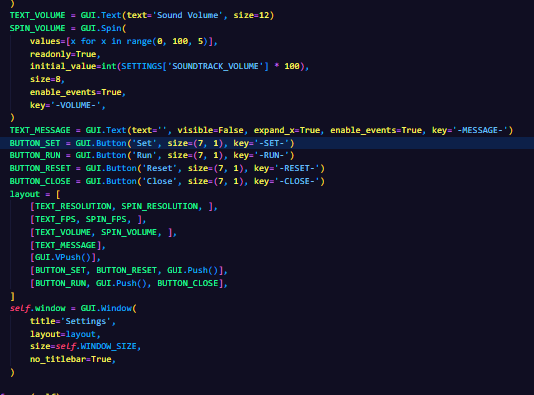 )
TEXT_VOLUME = GUI.Text(text='Sound Volume', size=12)
SPIN_VOLUME = GUI.Spin(
    values=[x for x in range(0, 100, 5)],
    readonly=True,
    initial_value=int(SETTINGS['SOUNDTRACK_VOLUME'] * 100),
    size=8,
    enable_events=True,
    key='-VOLUME-',
)
TEXT_MESSAGE = GUI.Text(text='', visible=False, expand_x=True, enable_events=True, key='-MESSAGE-')
BUTTON_SET = GUI.Button('Set', size=(7, 1), key='-SET-')
BUTTON_RUN = GUI.Button('Run', size=(7, 1), key='-RUN-')
BUTTON_RESET = GUI.Button('Reset', size=(7, 1), key='-RESET-')
BUTTON_CLOSE = GUI.Button('Close', size=(7, 1), key='-CLOSE-')
layout = [
    [TEXT_RESOLUTION, SPIN_RESOLUTION, ],
    [TEXT_FPS, SPIN_FPS, ],
    [TEXT_VOLUME, SPIN_VOLUME, ],
    [TEXT_MESSAGE],
    [GUI.VPush()],
    [BUTTON_SET, BUTTON_RESET, GUI.Push()],
    [BUTTON_RUN, GUI.Push(), BUTTON_CLOSE],
]
self.window = GUI.Window(
    title='Settings',
    layout=layout,
    size=self.WINDOW_SIZE,
    no_titlebar=True,
)